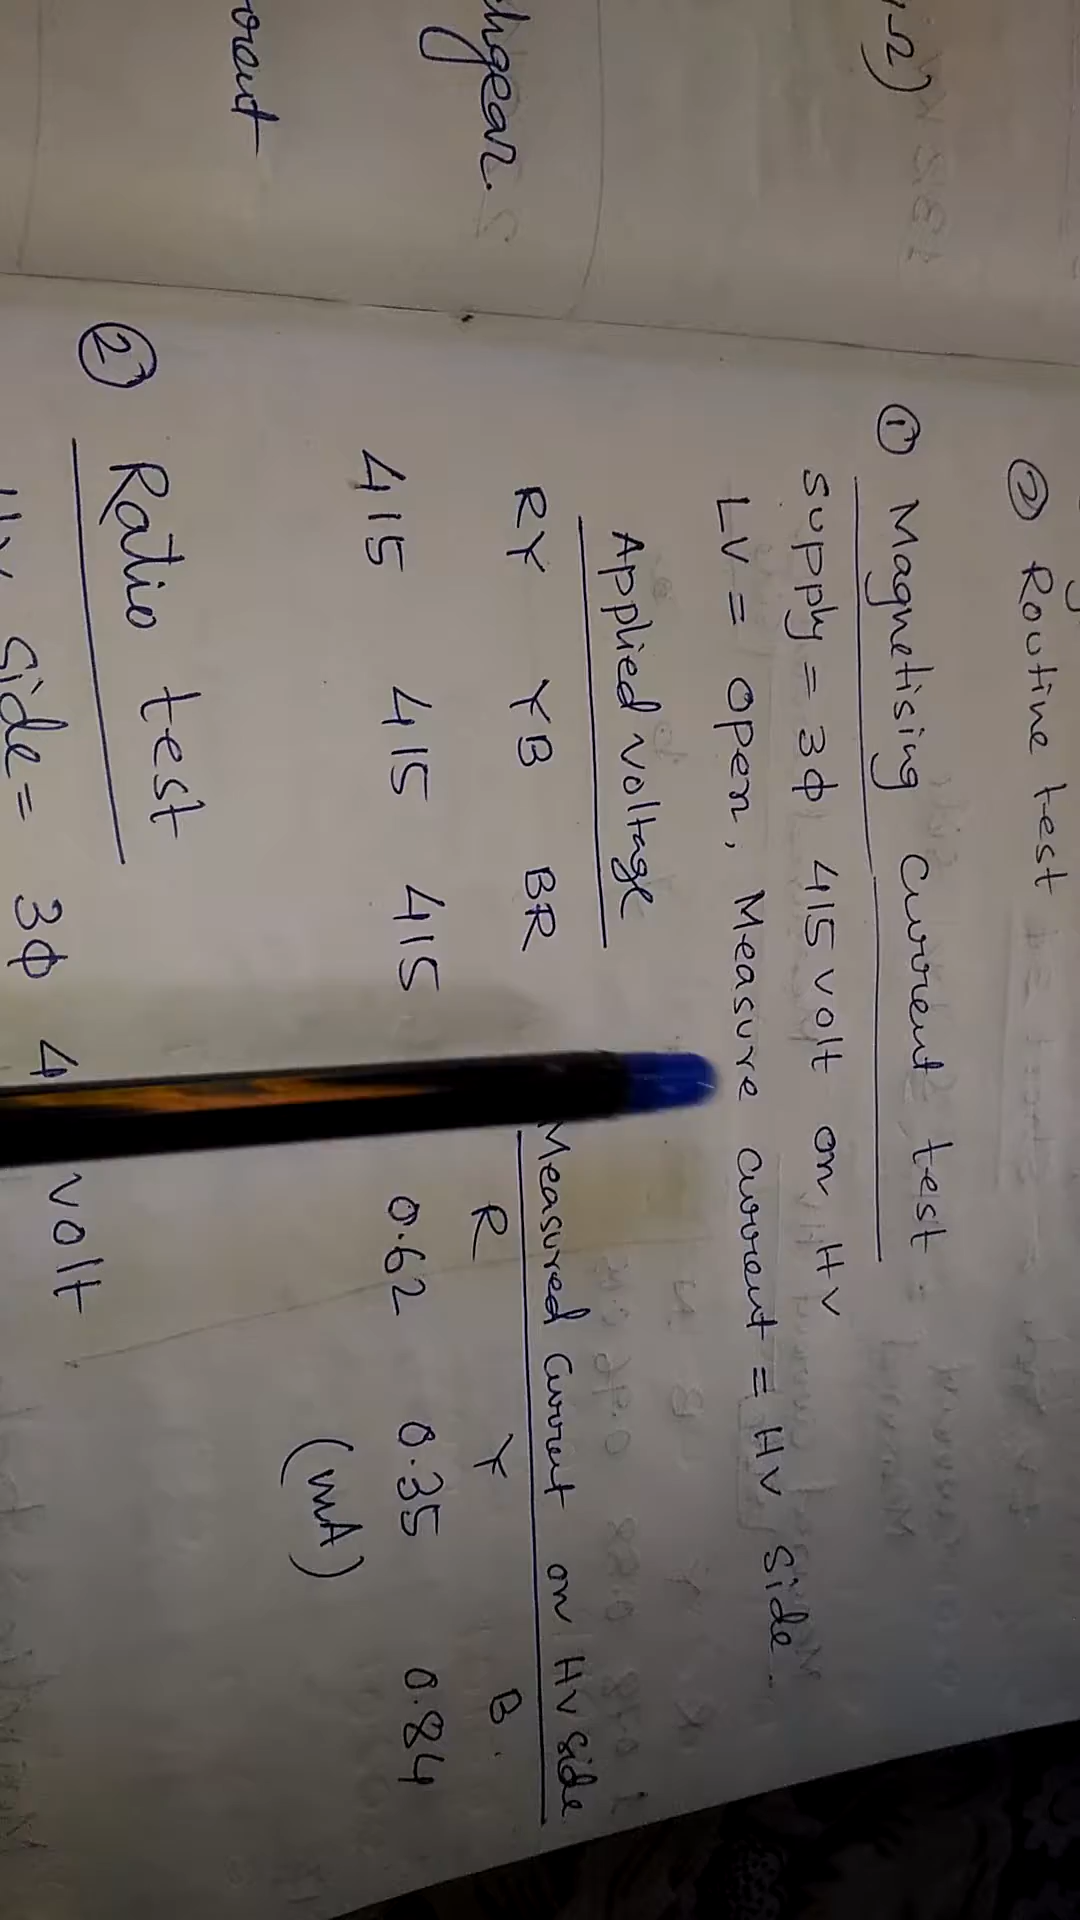 ② Routine test
① Magnetising current test
supply = 3ϕ 415 volt on Hv
LV = open, Measure current = Hv side.
Applied voltage Measured current on Hv side
RY YB BR R Y B.
415 415 415 0.62 0.35 0.84
(mA)
② Ratio test
side = 3ϕ 4 volt